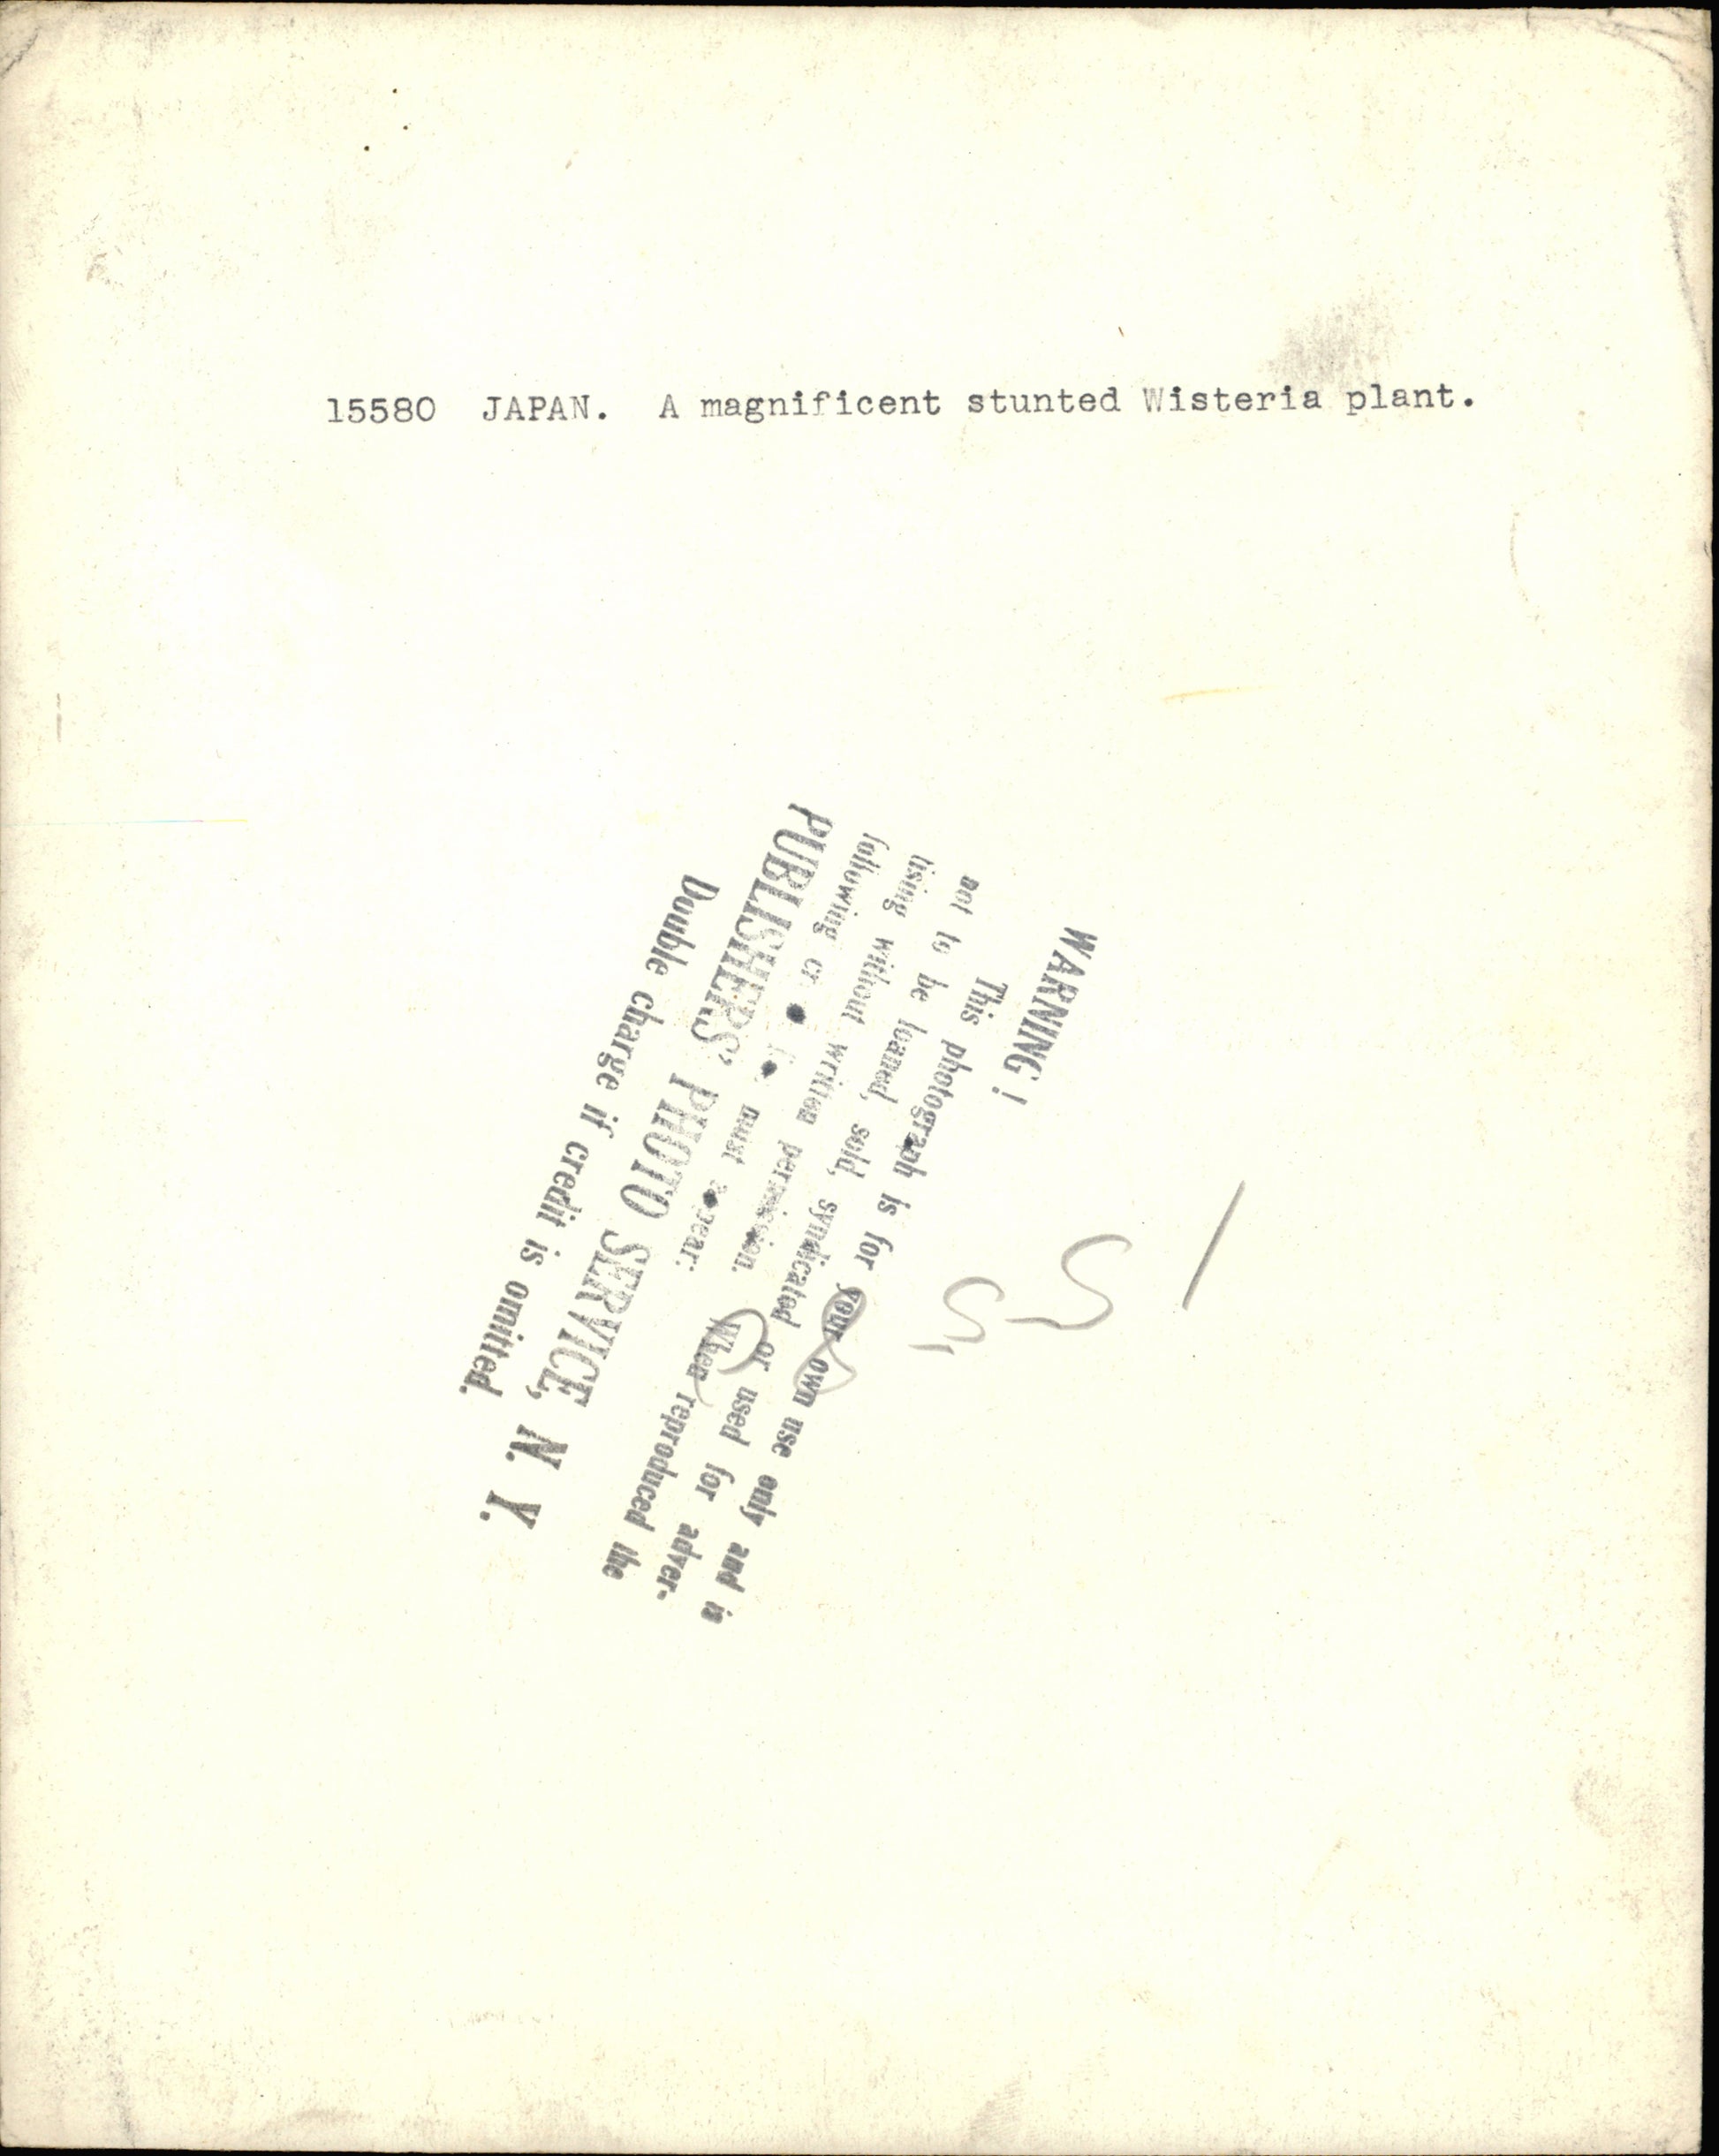 15580 JAPAN. A magnificent stunted Wisteria plant.
WARNING!
This photograph is for your own use only and is
not to be loaned, sold, syndicated or used for adver-
tising without written permission. When reproduced the
following must appear:
PUBLISHERS' PHOTO SERVICE, N. Y.
Double charge if credit is omitted.
15580